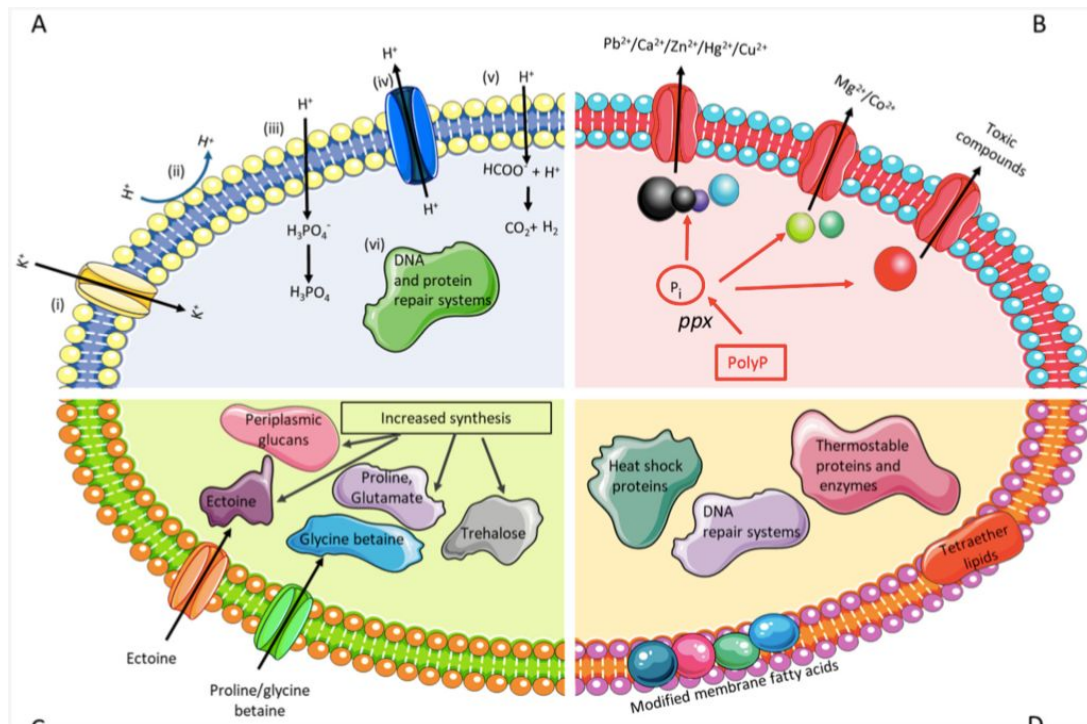 A
B
H⁺
(iv)
(v)
H⁺
H⁺
(iii)
H⁺
(ii)
H⁺
HCOO⁻ + H⁺
H⁺
CO₂+ H₂
H₃PO₄⁻
H₃PO₄
(vi)
DNA
and protein
repair systems
K⁺
(i)
K⁺
Pb²⁺/Ca²⁺/Zn²⁺/Hg²⁺/Cu²⁺
Mg²⁺/Co²⁺
Toxic
compounds
Pi
ppx
PolyP
Periplasmic
glucans
Increased synthesis
Ectoine
Proline,
Glutamate
Glycine betaine
Trehalose
Ectoine
Proline/glycine
betaine
Heat shock
proteins
Thermostable
proteins and
enzymes
DNA
repair systems
Tetraether
lipids
Modified membrane fatty acids